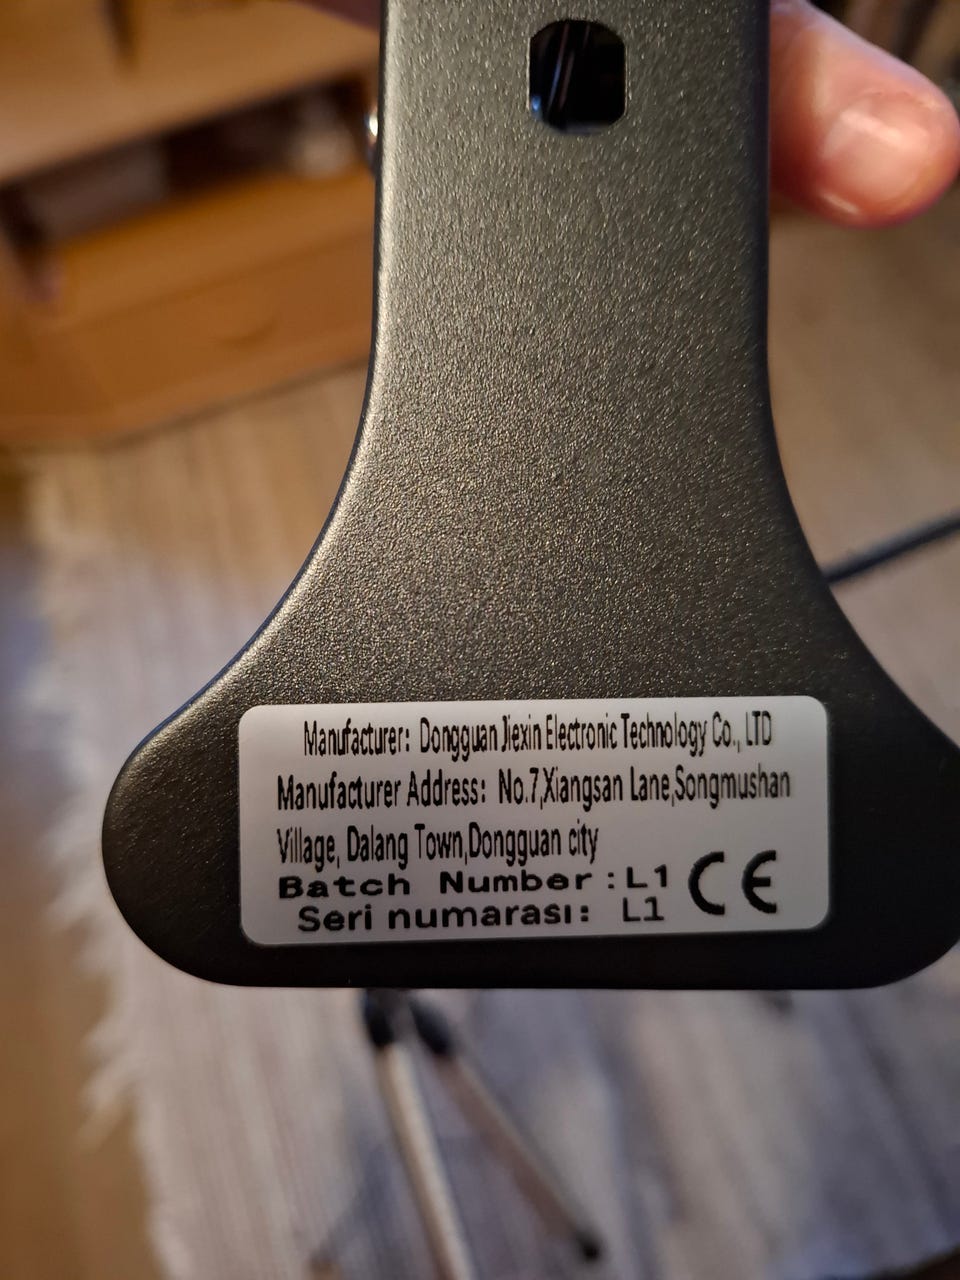 Manufacturer: Dongguan Jiexin Electronic Technology Co., LTD
Manufacturer Address: No.7,Xiangsan Lane,Songmushan
Village, Dalang Town,Dongguan city
Batch Number :L1 CE
Seri numarası: L1